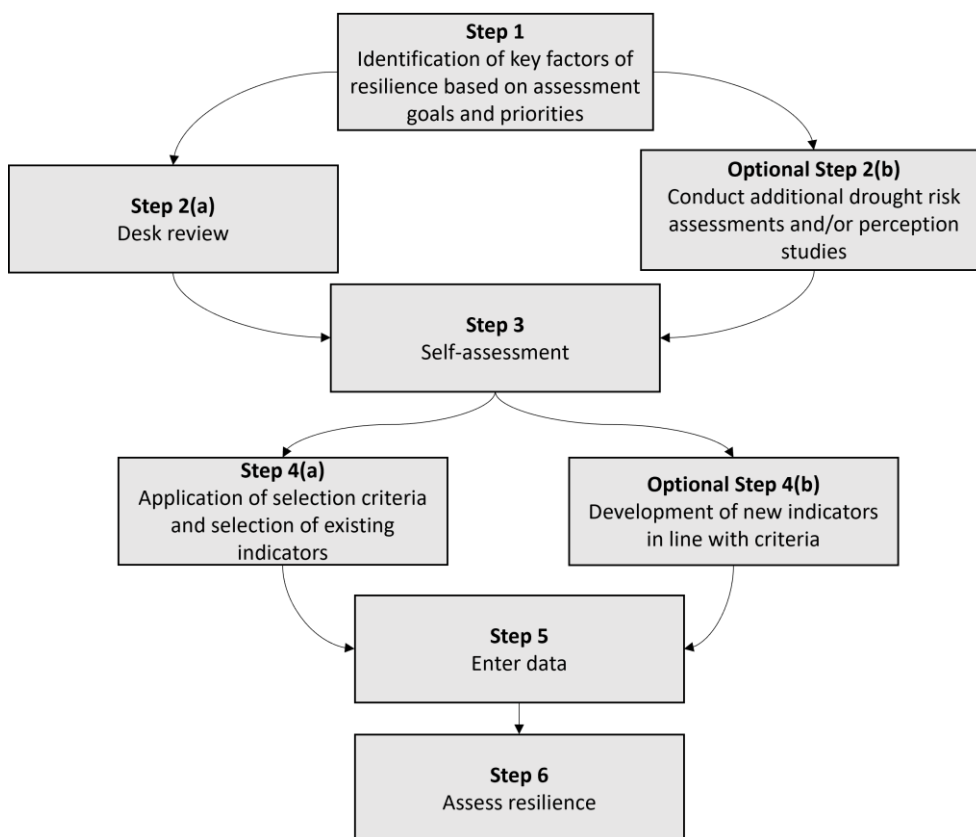 Step 1
Identification of key factors of
resilience based on assessment
goals and priorities
Step 2(a)
Desk review
Optional Step 2(b)
Conduct additional drought risk
assessments and/or perception
studies
Step 3
Self-assessment
Step 4(a)
Application of selection criteria
and selection of existing
indicators
Optional Step 4(b)
Development of new indicators
in line with criteria
Step 5
Enter data
Step 6
Assess resilience